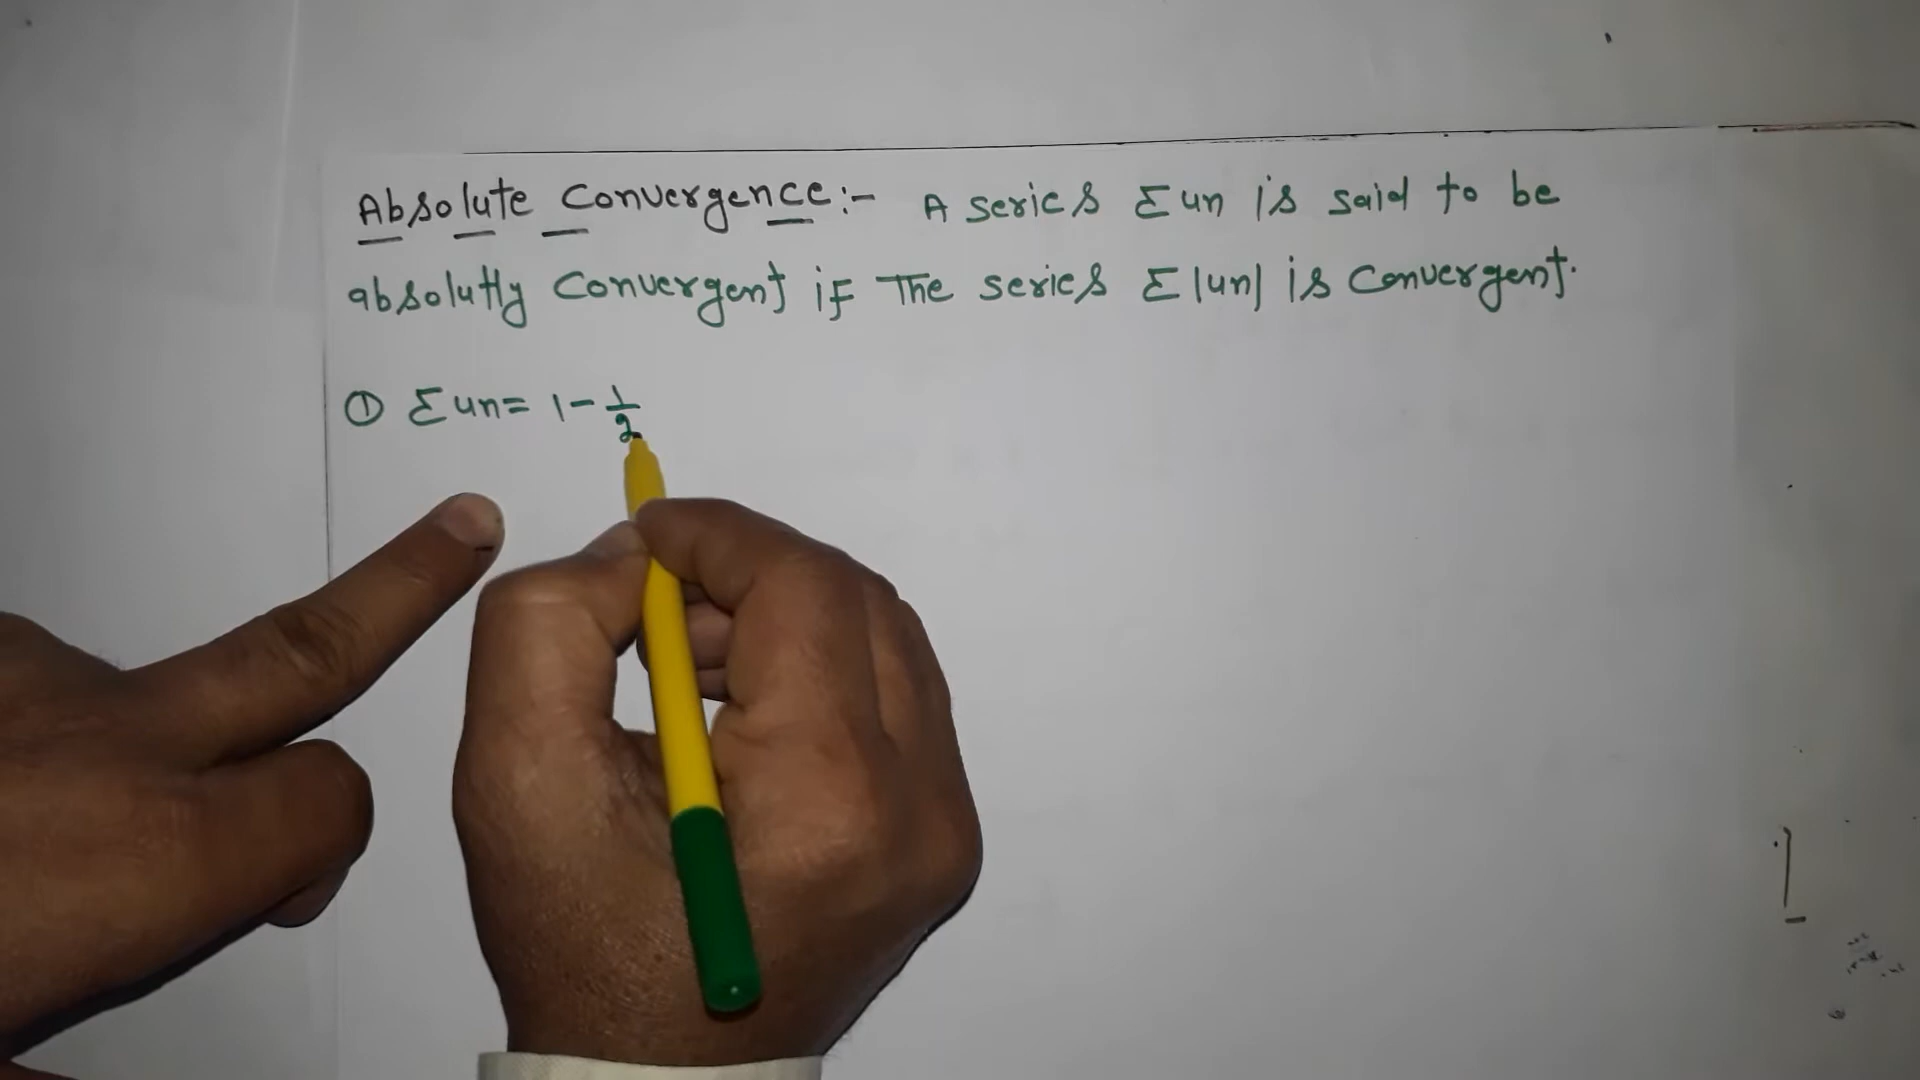 Absolute Convergence:- A series Σun is said to be
absolutly Convergent if The series Σ|un| is Convergent.
① Σun= 1-1/2